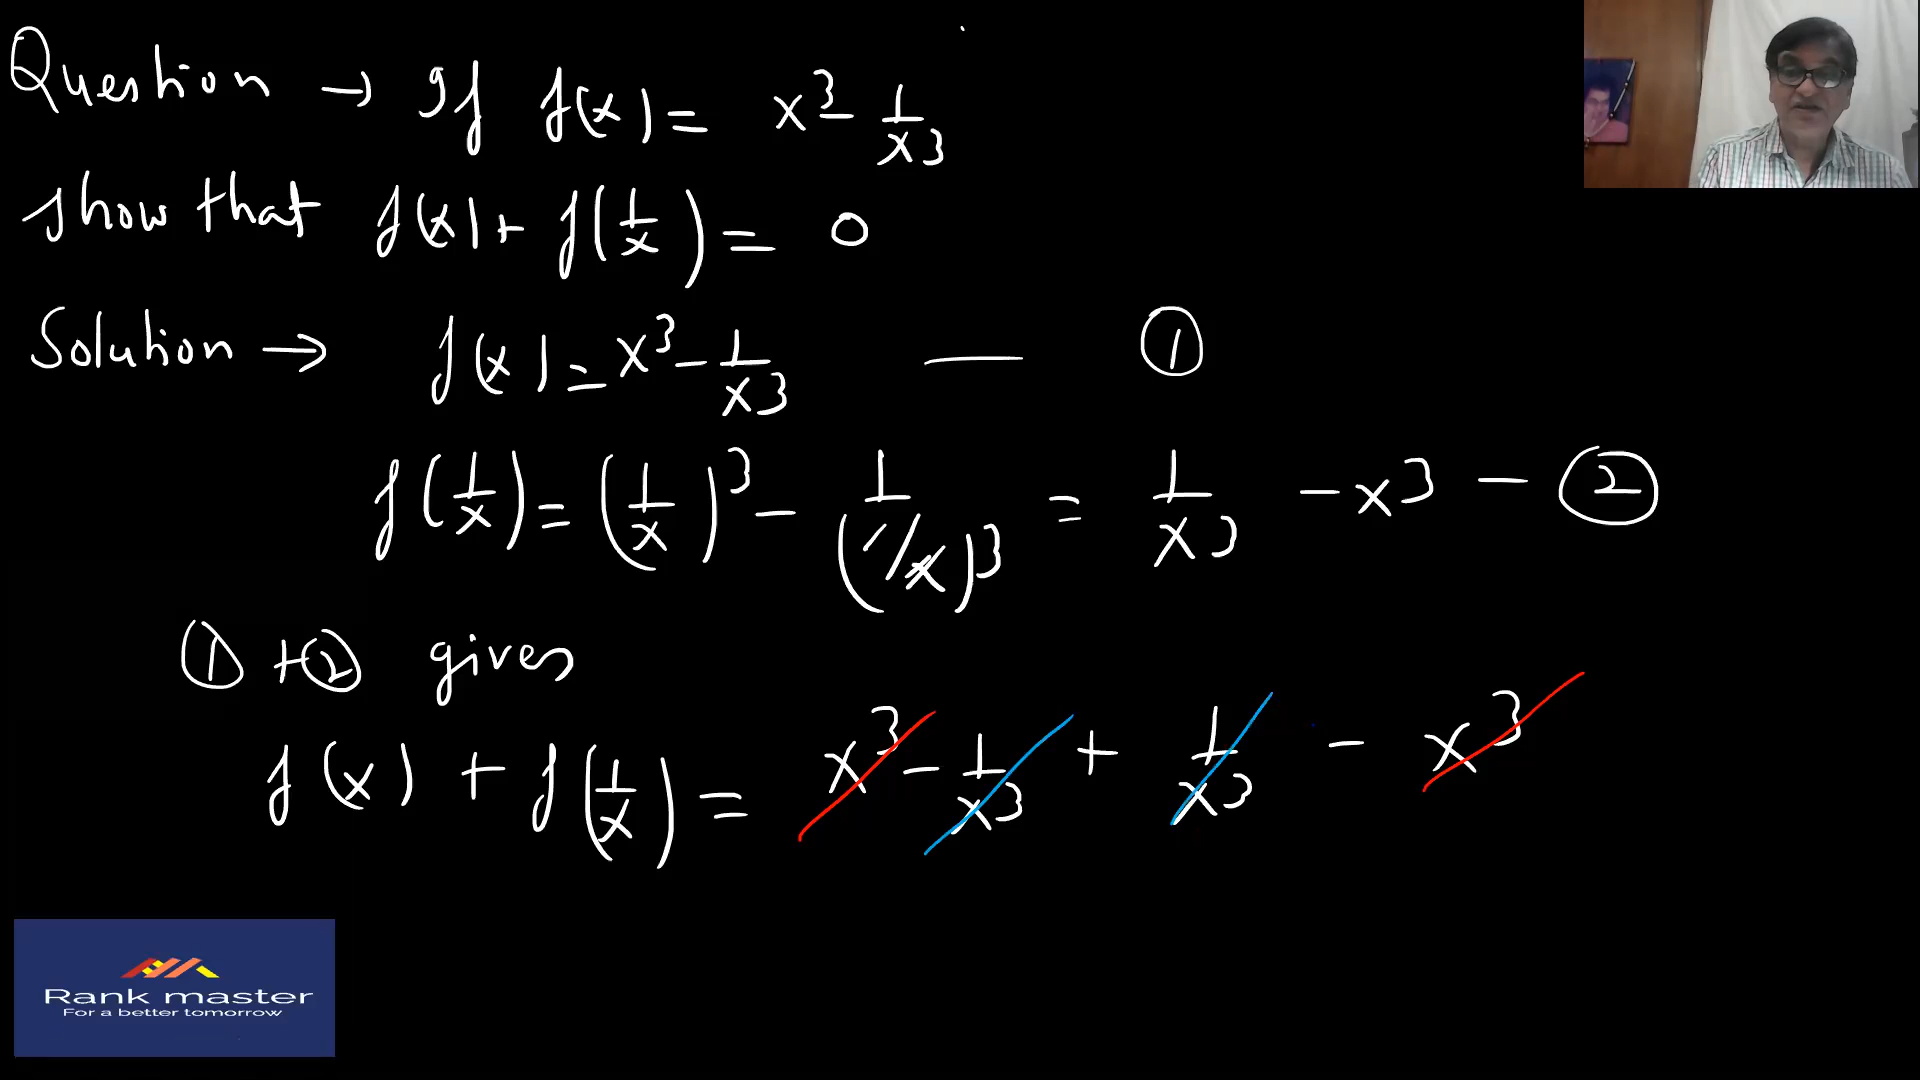 Question → If f(x) = x³ - 1/x³
show that f(x) + f(1/x) = 0
Solution → f(x) = x³ - 1/x³ — ①
f(1/x) = (1/x)³ - 1/(1/x)³ = 1/x³ - x³ - ②
① + ② gives
f(x) + f(1/x) = x³ - 1/x³ + 1/x³ - x³
Rank master
For a better tomorrow